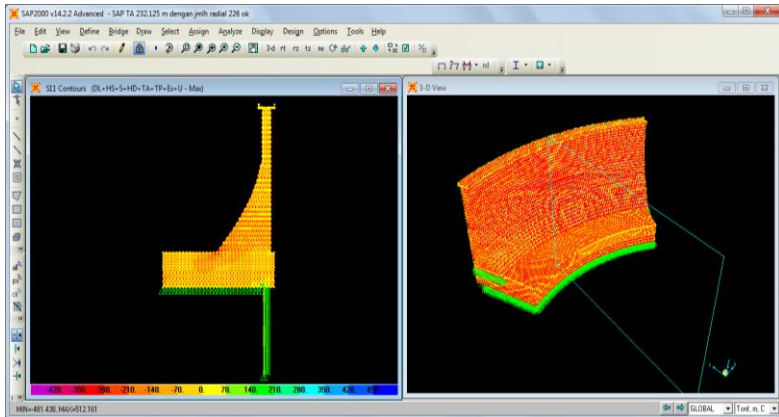 SAP2000 v14.2.2 Advanced - SAP TA 232.125 m dengan jmlh radial 226 ok
File Edit View Define Bridge Draw Select Assign Analyze Display Design Options Tools Help
3-d
S11 Contours (DL+HS+S+HD+TA+TP+Ex+U - Max)
3-D View
-420. -350. -280. -210. -140. -70. 0. 70. 140. 210. 280. 350. 420.
MIN=-481.430, MAX=512.161
GLOBAL
Tonf, m, C